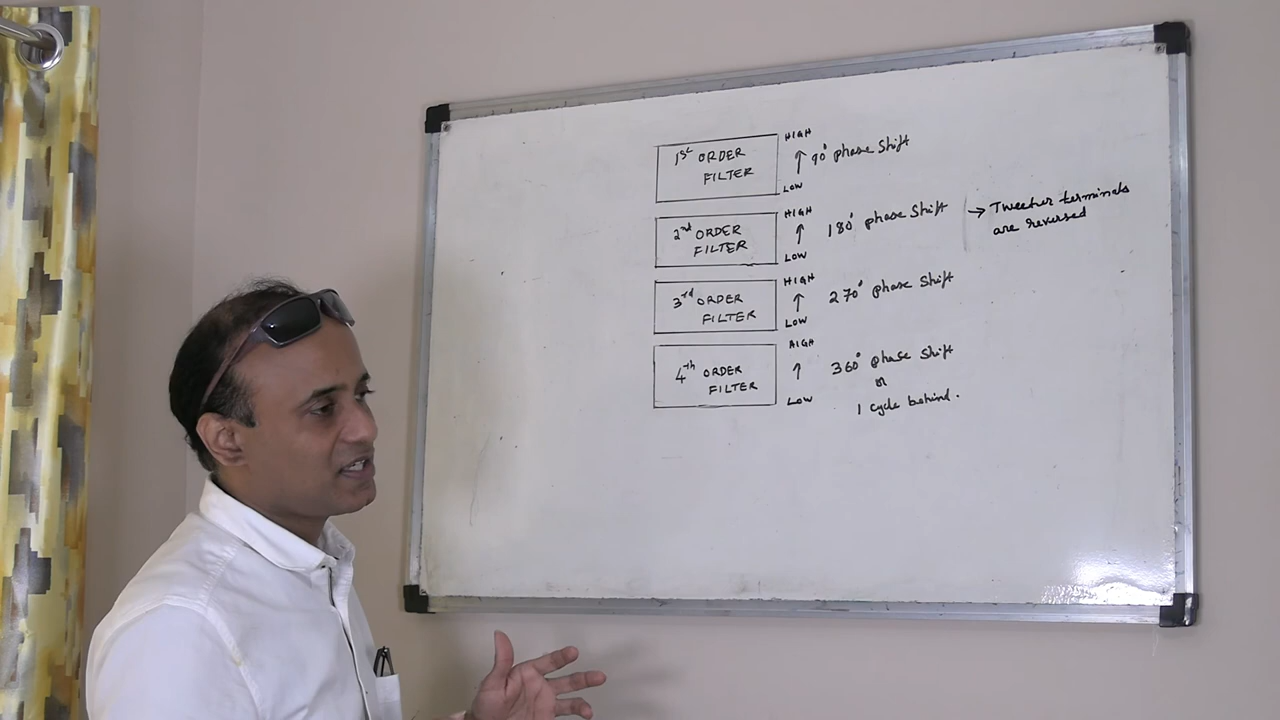 1st ORDER
FILTER
HIGH
↑ 90° phase shift
LOW
2nd ORDER
FILTER
HIGH
↑ 180° phase shift
LOW
→ Tweeter terminals
are reversed
3rd ORDER
FILTER
HIGH
↑ 270° phase shift
LOW
4th ORDER
FILTER
HIGH
↑ 360° phase shift
or
LOW
1 cycle behind.